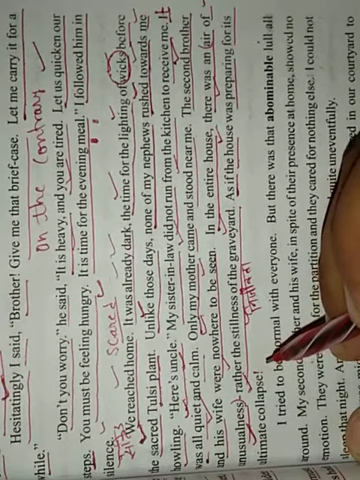 Hesitatingly I said, "Brother! Give me that brief-case. Let me carry it for a
while."
on the Contrary
"Don't you worry." he said, "It is heavy, and you are tired. Let us quicken our
steps. You must be feeling hungry. It is time for the evening meal." I followed him in
silence.
Scared
We reached home. It was already dark, the time for the lighting of wicks before
the sacred Tulsi plant. Unlike those days, none of my nephews rushed towards me
howling. "Here's uncle." My sister-in-law did not run from the kitchen to receive me. It
was all quiet and calm. Only my mother came and stood near me. The second brother
and his wife were nowhere to be seen. In the entire house, there was an (air of
unusualness) rather the stillness of the graveyard. As if the house was preparing for its
ultimate collapse!
I tried to be normal with everyone. But there was that abominable lull all
around. My second and his wife, in spite of their presence at home, showed no
emotion. They were for the partition and they cared for nothing else. I could not
sleep that night. quite uneventfully.
in our courtyard to